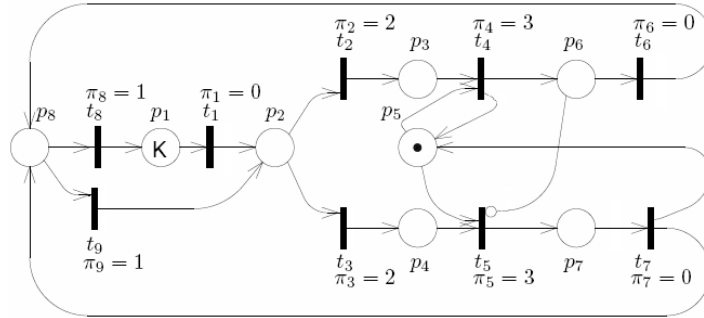 π₂ = 2
t₂
p₃
π₄ = 3
t₄
p₆
π₆ = 0
t₆
p₈
π₈ = 1
t₈
p₁
π₁ = 0
t₁
p₂
p₅
K
t₉
π₉ = 1
t₃
π₃ = 2
p₄
t₅
π₅ = 3
p₇
t₇
π₇ = 0